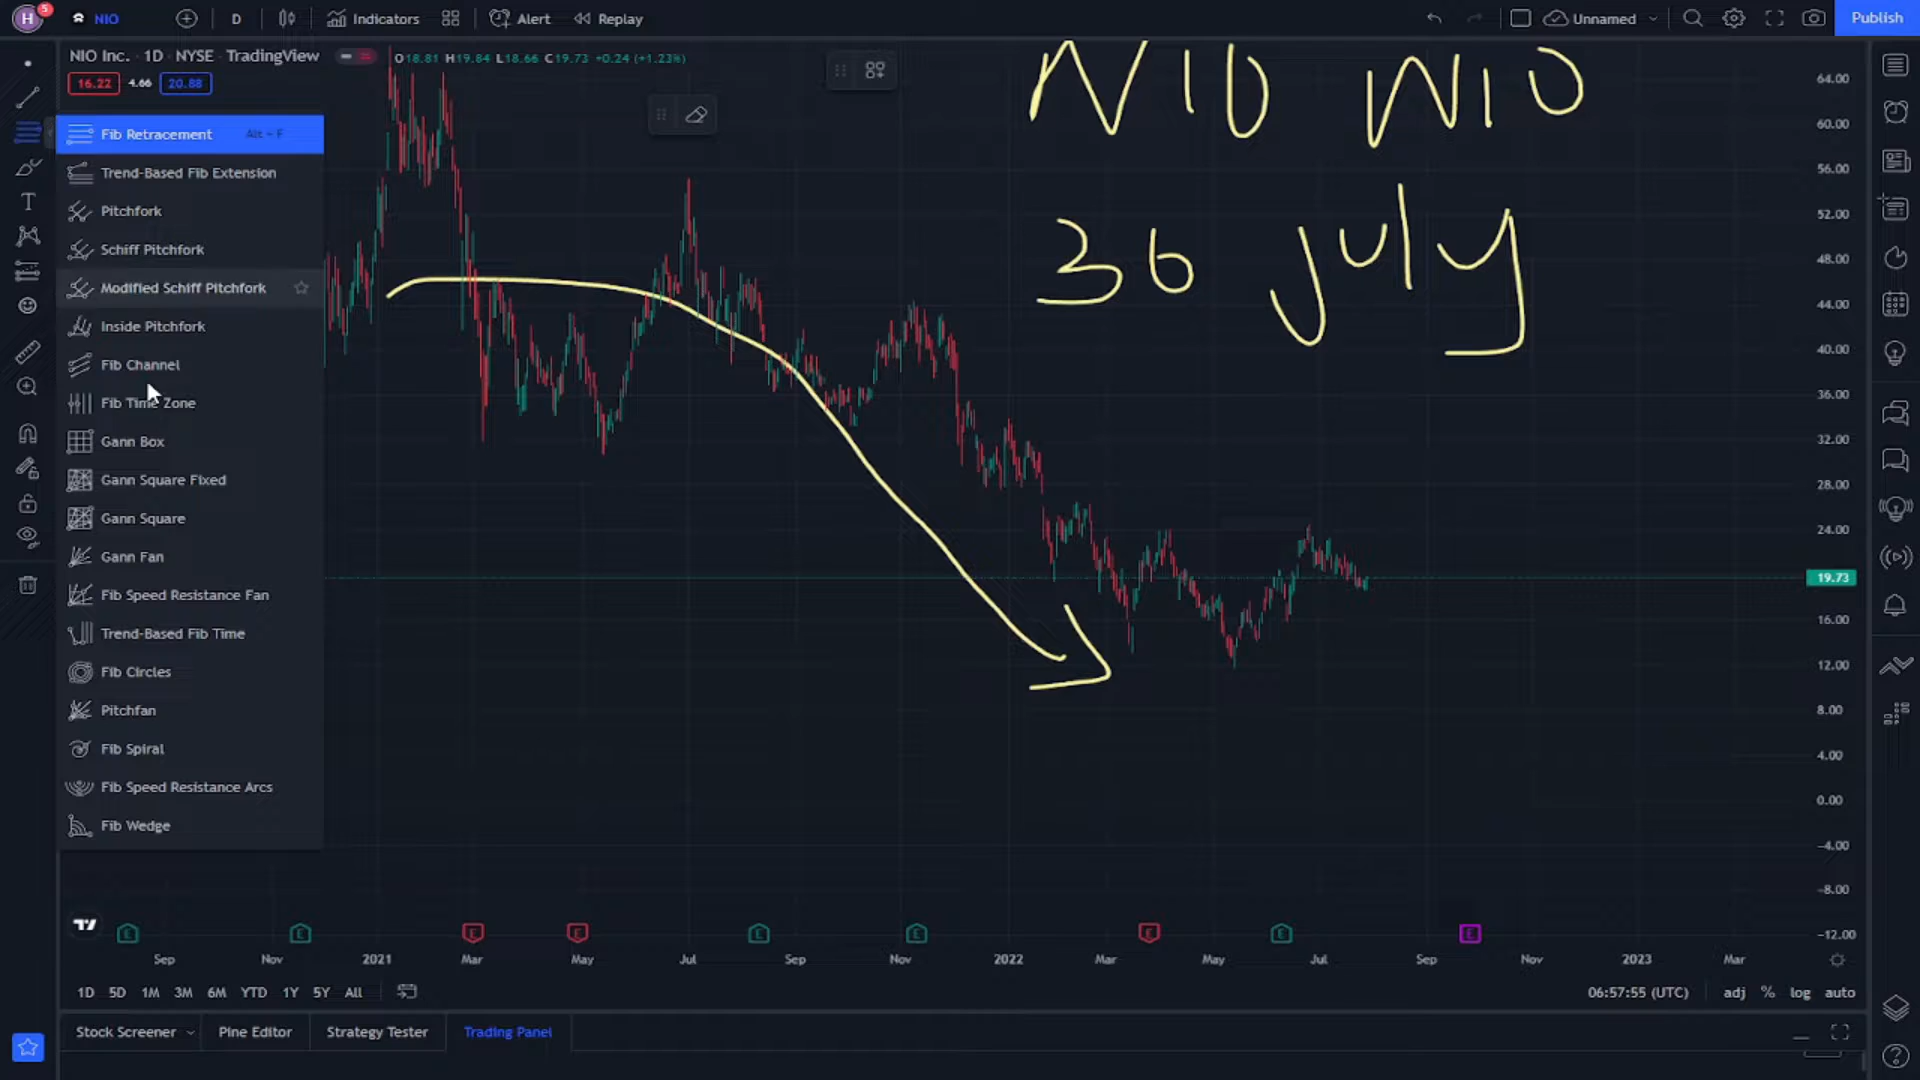 H 5 NIO D Indicators Alert Replay Unnamed Publish
NIO Inc. · 1D · NYSE · TradingView O18.81 H19.84 L18.66 C19.73 +0.24 (+1.23%)
16.22 4.66 20.88
NIO NIO
30 July
Fib Retracement Alt - F
Trend-Based Fib Extension
Pitchfork
Schiff Pitchfork
Modified Schiff Pitchfork
Inside Pitchfork
Fib Channel
Fib Time Zone
Gann Box
Gann Square Fixed
Gann Square
Gann Fan
Fib Speed Resistance Fan
Trend-Based Fib Time
Fib Circles
Pitchfan
Fib Spiral
Fib Speed Resistance Arcs
Fib Wedge
64.00
60.00
56.00
52.00
48.00
44.00
40.00
36.00
32.00
28.00
24.00
19.73
16.00
12.00
8.00
4.00
0.00
−4.00
−8.00
−12.00
E E E E E E E E E
Sep Nov 2021 Mar May Jul Sep Nov 2022 Mar May Jul Sep Nov 2023 Mar
1D 5D 1M 3M 6M YTD 1Y 5Y All 06:57:55 (UTC) adj % log auto
Stock Screener Pine Editor Strategy Tester Trading Panel